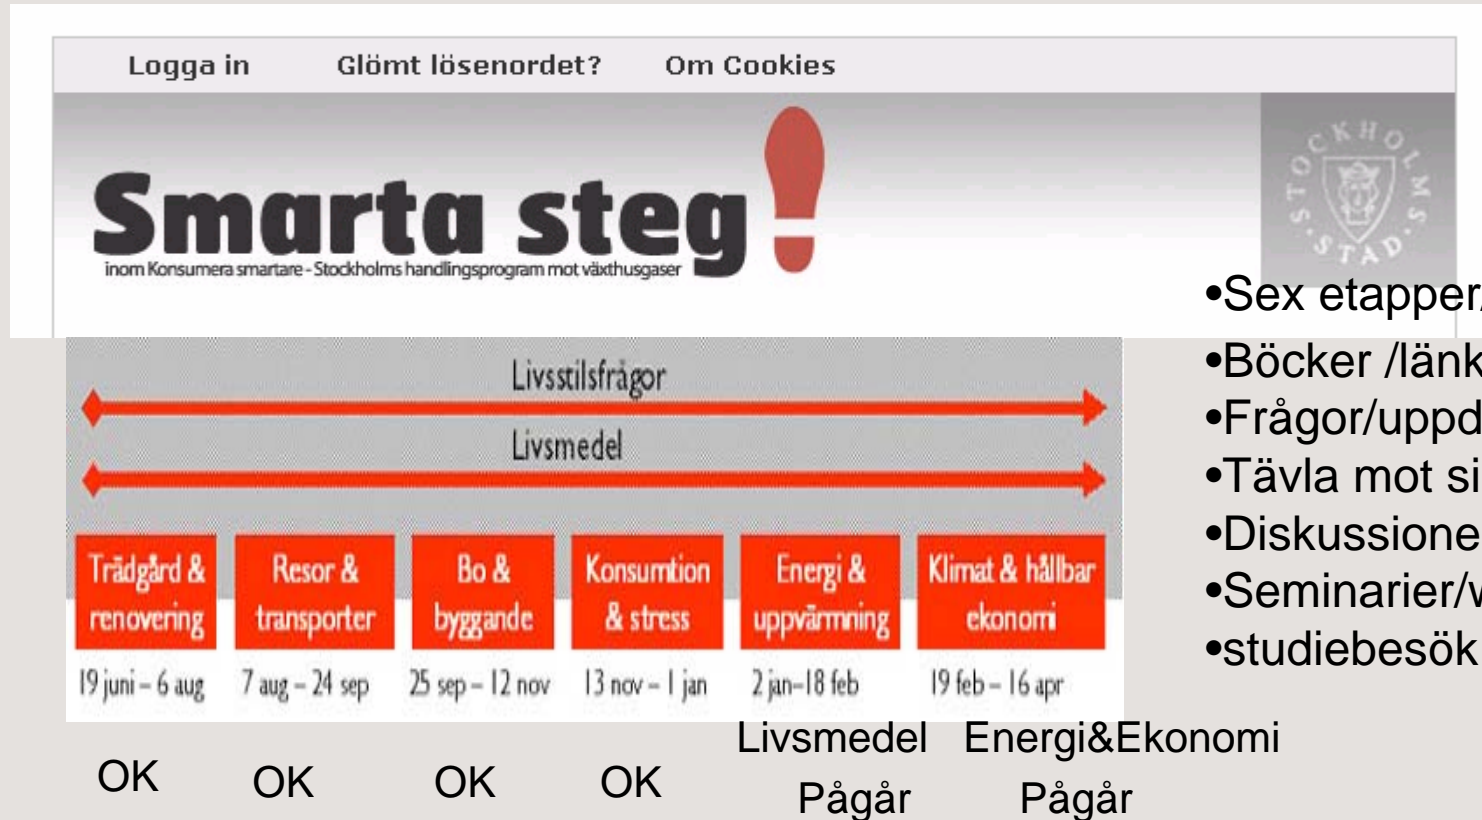 Logga in Glömt lösenordet? Om Cookies
Smarta steg!
inom Konsumera smartare - Stockholms handlingsprogram mot växthusgaser
STOCKHOLMS STAD
•Sex etapper/
•Böcker /länk
•Frågor/uppd
•Tävla mot si
•Diskussione
•Seminarier/
•studiebesök
Livsstilsfrågor
Livsmedel
Trädgård &
renovering
19 juni – 6 aug
OK
Resor &
transporter
7 aug – 24 sep
OK
Bo &
byggande
25 sep – 12 nov
OK
Konsumtion
& stress
13 nov – 1 jan
OK
Energi &
uppvärmning
2 jan–18 feb
Livsmedel
Pågår
Klimat & hållbar
ekonomi
19 feb – 16 apr
Energi&Ekonomi
Pågår